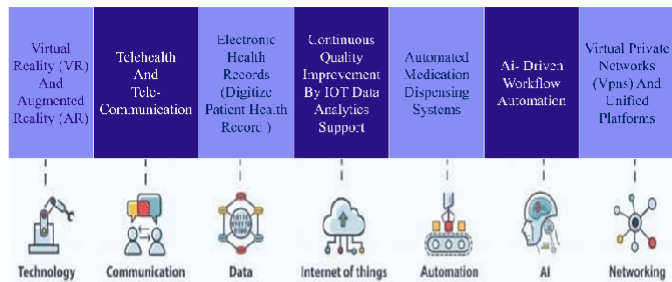 Virtual
Reality (VR)
And
Augmented
Reality (AR)
Telehealth
And
Tele-
Communication
Electronic
Health
Records
(Digitize
Patient Health
Record )
Continuous
Quality
Improvement
By IOT Data
Analytics
Support
Automated
Medication
Dispensing
Systems
Ai- Driven
Workflow
Automation
Virtual Private
Networks
(Vpns) And
Unified
Platforms
Technology
Communication
Data
Internet of things
Automation
AI
Networking